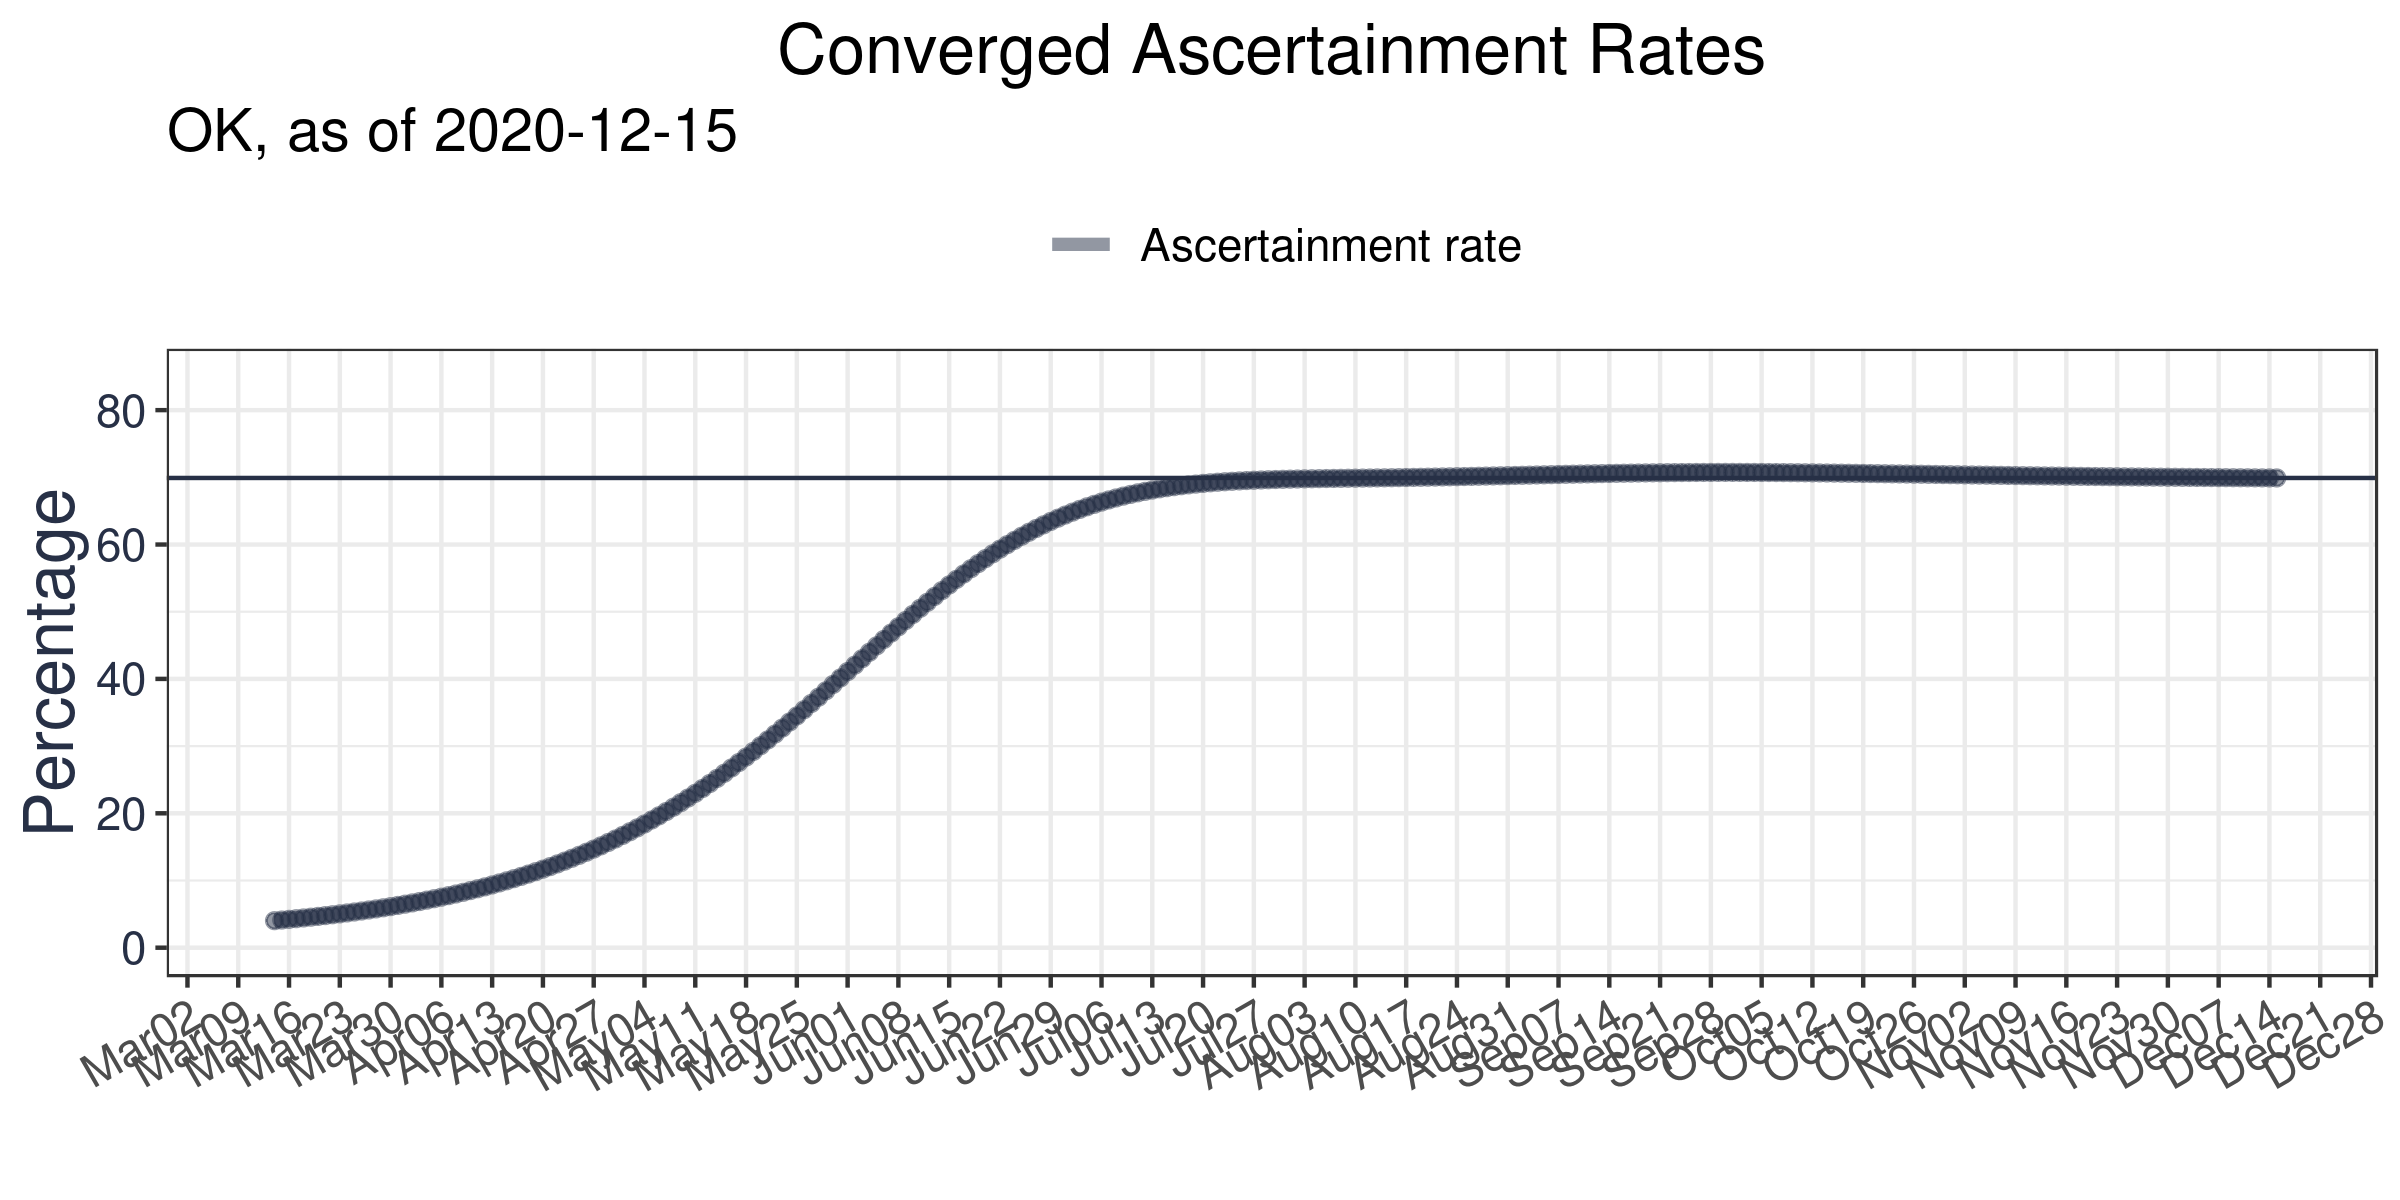 Converged Ascertainment Rates
OK, as of 2020-12-15
Ascertainment rate
Percentage
80
60
40
20
0
Mar02
Mar09
Mar16
Mar23
Mar30
Apr06
Apr13
Apr20
Apr27
May04
May11
May18
May25
Jun01
Jun08
Jun15
Jun22
Jun29
Jul06
Jul13
Jul20
Jul27
Aug03
Aug10
Aug17
Aug24
Aug31
Sep07
Sep14
Sep21
Sep28
Oct05
Oct12
Oct19
Oct26
Nov02
Nov09
Nov16
Nov23
Nov30
Dec07
Dec14
Dec21
Dec28